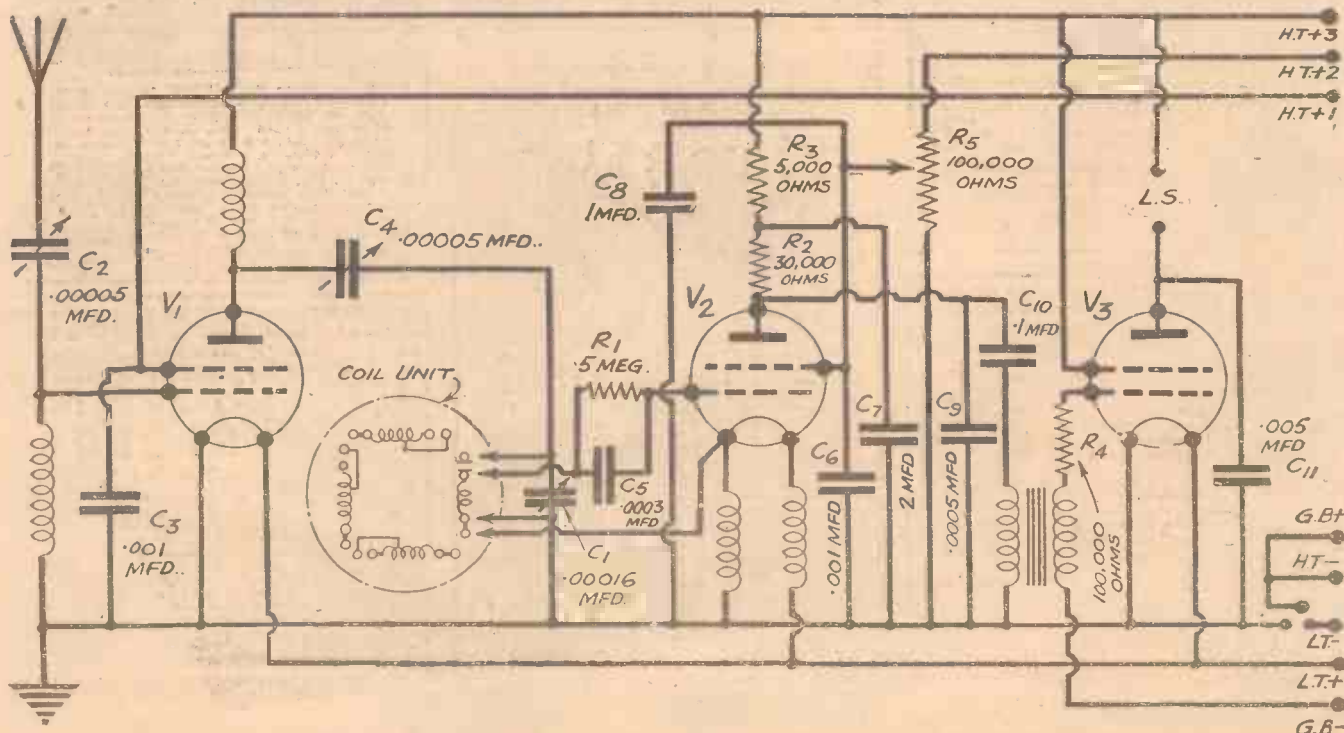 H.T+3
HT.+2
HT.+1
R5
100,000
OHMS
R3
5,000
OHMS
C8
1MFD.
L.S.
C4
.00005 MFD..
R2
30,000
OHMS
C2
.00005
MFD.
V1
V2
C10
.1MFD
V3
R1
.5 MEG.
COIL UNIT
C7
2 MFD
C9
.0005MFD
R4
100,000
OHMS
.005
MFD
C11
C6
.001 MFD
C5
.0003
MFD
C3
.001
MFD..
C1
.00016
MFD.
G.B+
HT-
LT.-
L.T.+
G.B-